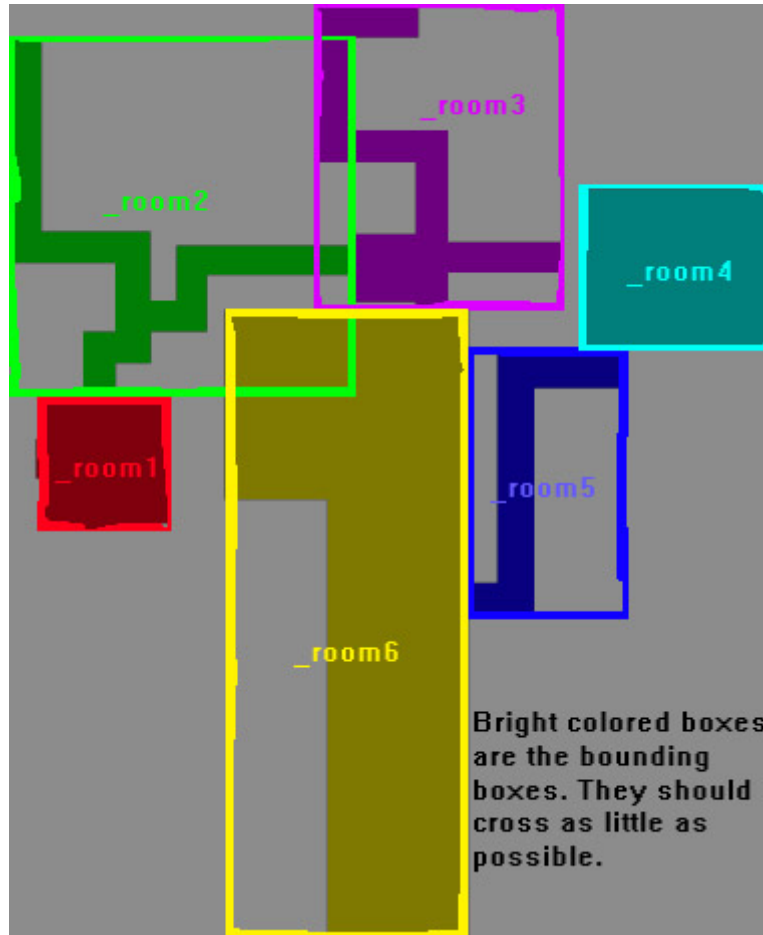 _room3
_room2
_room4
_room1
_room5
_room6
Bright colored boxes
are the bounding
boxes. They should
cross as little as
possible.